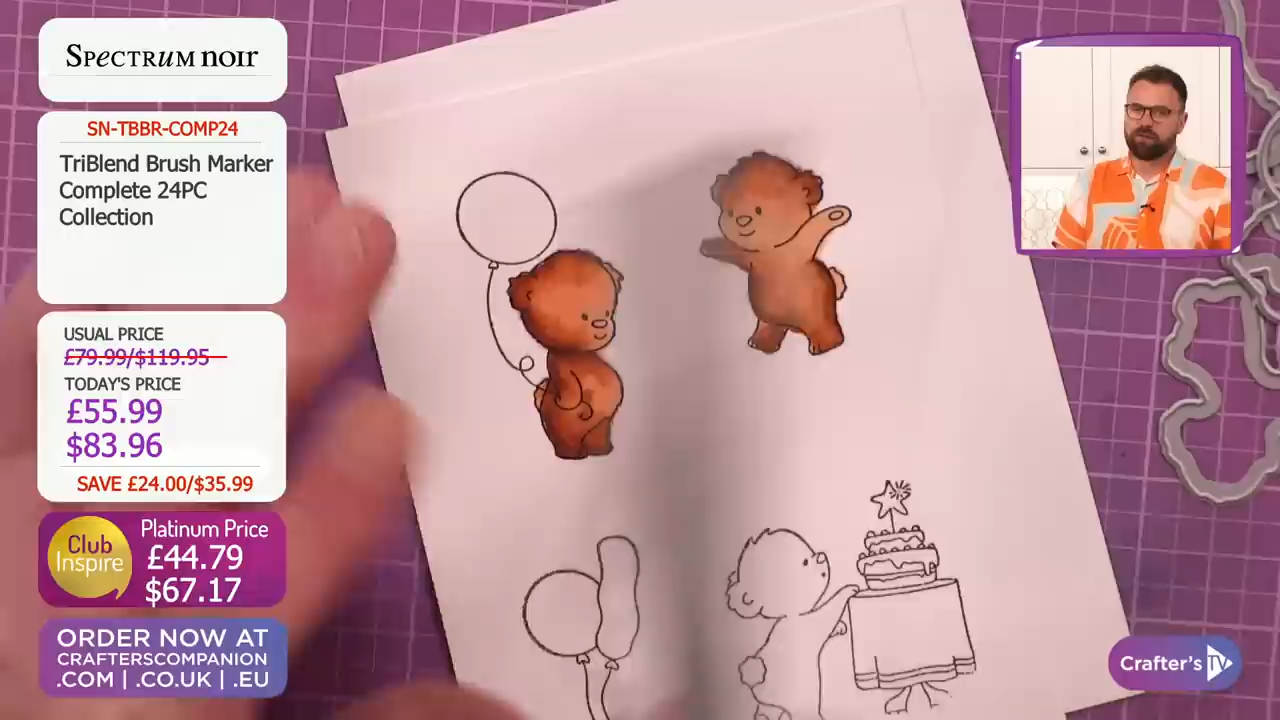 Spectrum noir
SN-TBBR-COMP24
TriBlend Brush Marker
Complete 24PC
Collection
USUAL PRICE
£79.99/$119.95
TODAY'S PRICE
£55.99
$83.96
SAVE £24.00/$35.99
Club
Inspire
Platinum Price
£44.79
$67.17
ORDER NOW AT
CRAFTERSCOMPANION
.COM | .CO.UK | .EU
Crafter's TV